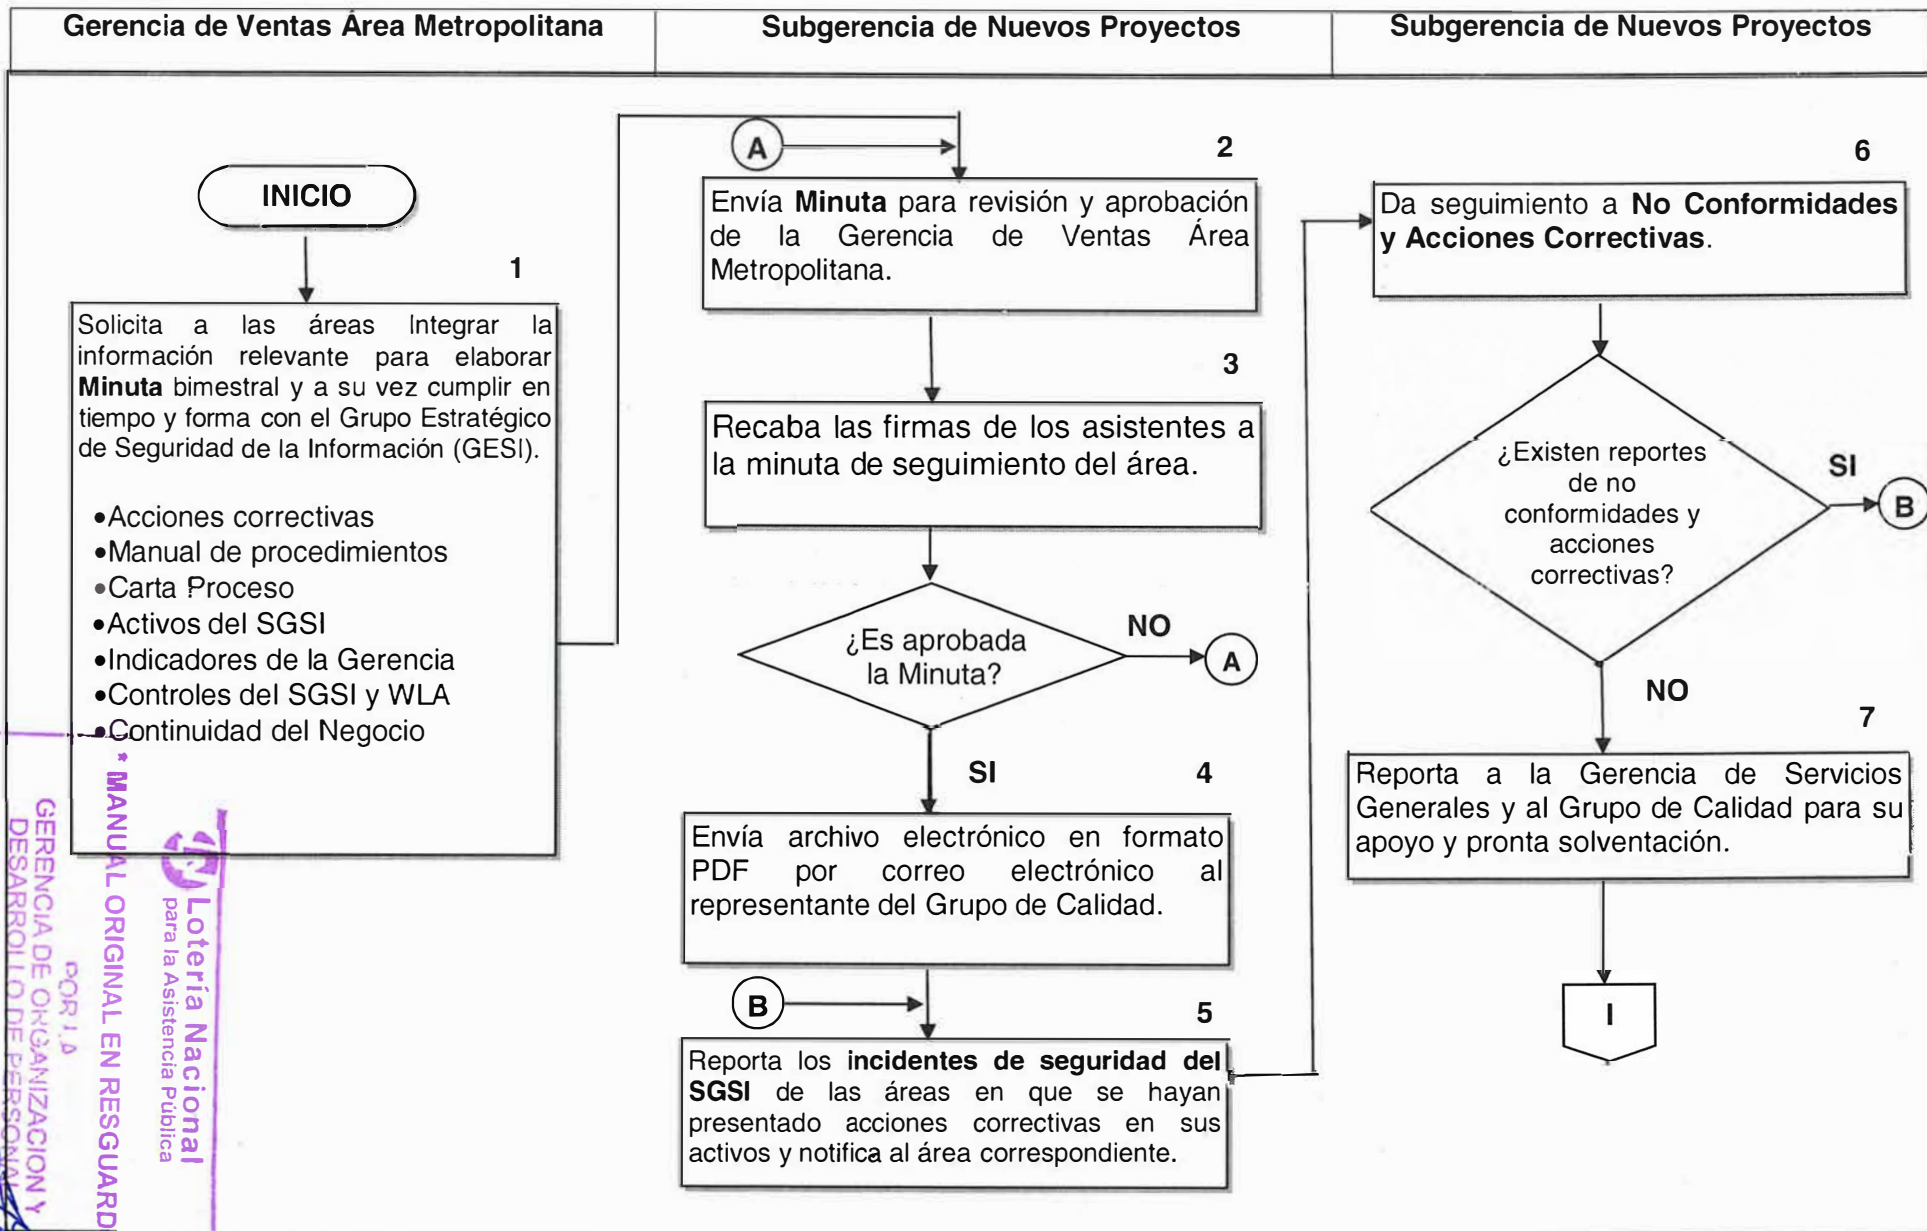 Gerencia de Ventas Área Metropolitana
Subgerencia de Nuevos Proyectos
Subgerencia de Nuevos Proyectos
INICIO
1
Solicita a las áreas Integrar la
información relevante para elaborar
Minuta bimestral y a su vez cumplir en
tiempo y forma con el Grupo Estratégico
de Seguridad de la Información (GESI).
•Acciones correctivas
•Manual de procedimientos
•Carta Proceso
•Activos del SGSI
•Indicadores de la Gerencia
•Controles del SGSI y WLA
•Continuidad del Negocio
A
2
Envía Minuta para revisión y aprobación
de la Gerencia de Ventas Área
Metropolitana.
3
Recaba las firmas de los asistentes a
la minuta de seguimiento del área.
¿Es aprobada
la Minuta?
NO
A
SI
4
Envía archivo electrónico en formato
PDF por correo electrónico al
representante del Grupo de Calidad.
B
5
Reporta los incidentes de seguridad del
SGSI de las áreas en que se hayan
presentado acciones correctivas en sus
activos y notifica al área correspondiente.
6
Da seguimiento a No Conformidades
y Acciones Correctivas.
¿Existen reportes
de no
conformidades y
acciones
correctivas?
SI
B
NO
7
Reporta a la Gerencia de Servicios
Generales y al Grupo de Calidad para su
apoyo y pronta solventación.
I
Lotería Nacional
para la Asistencia Pública
* MANUAL ORIGINAL EN RESGUARD
POR LA
GERENCIA DE ORGANIZACION Y
DESARROLLO DE PERSONAL